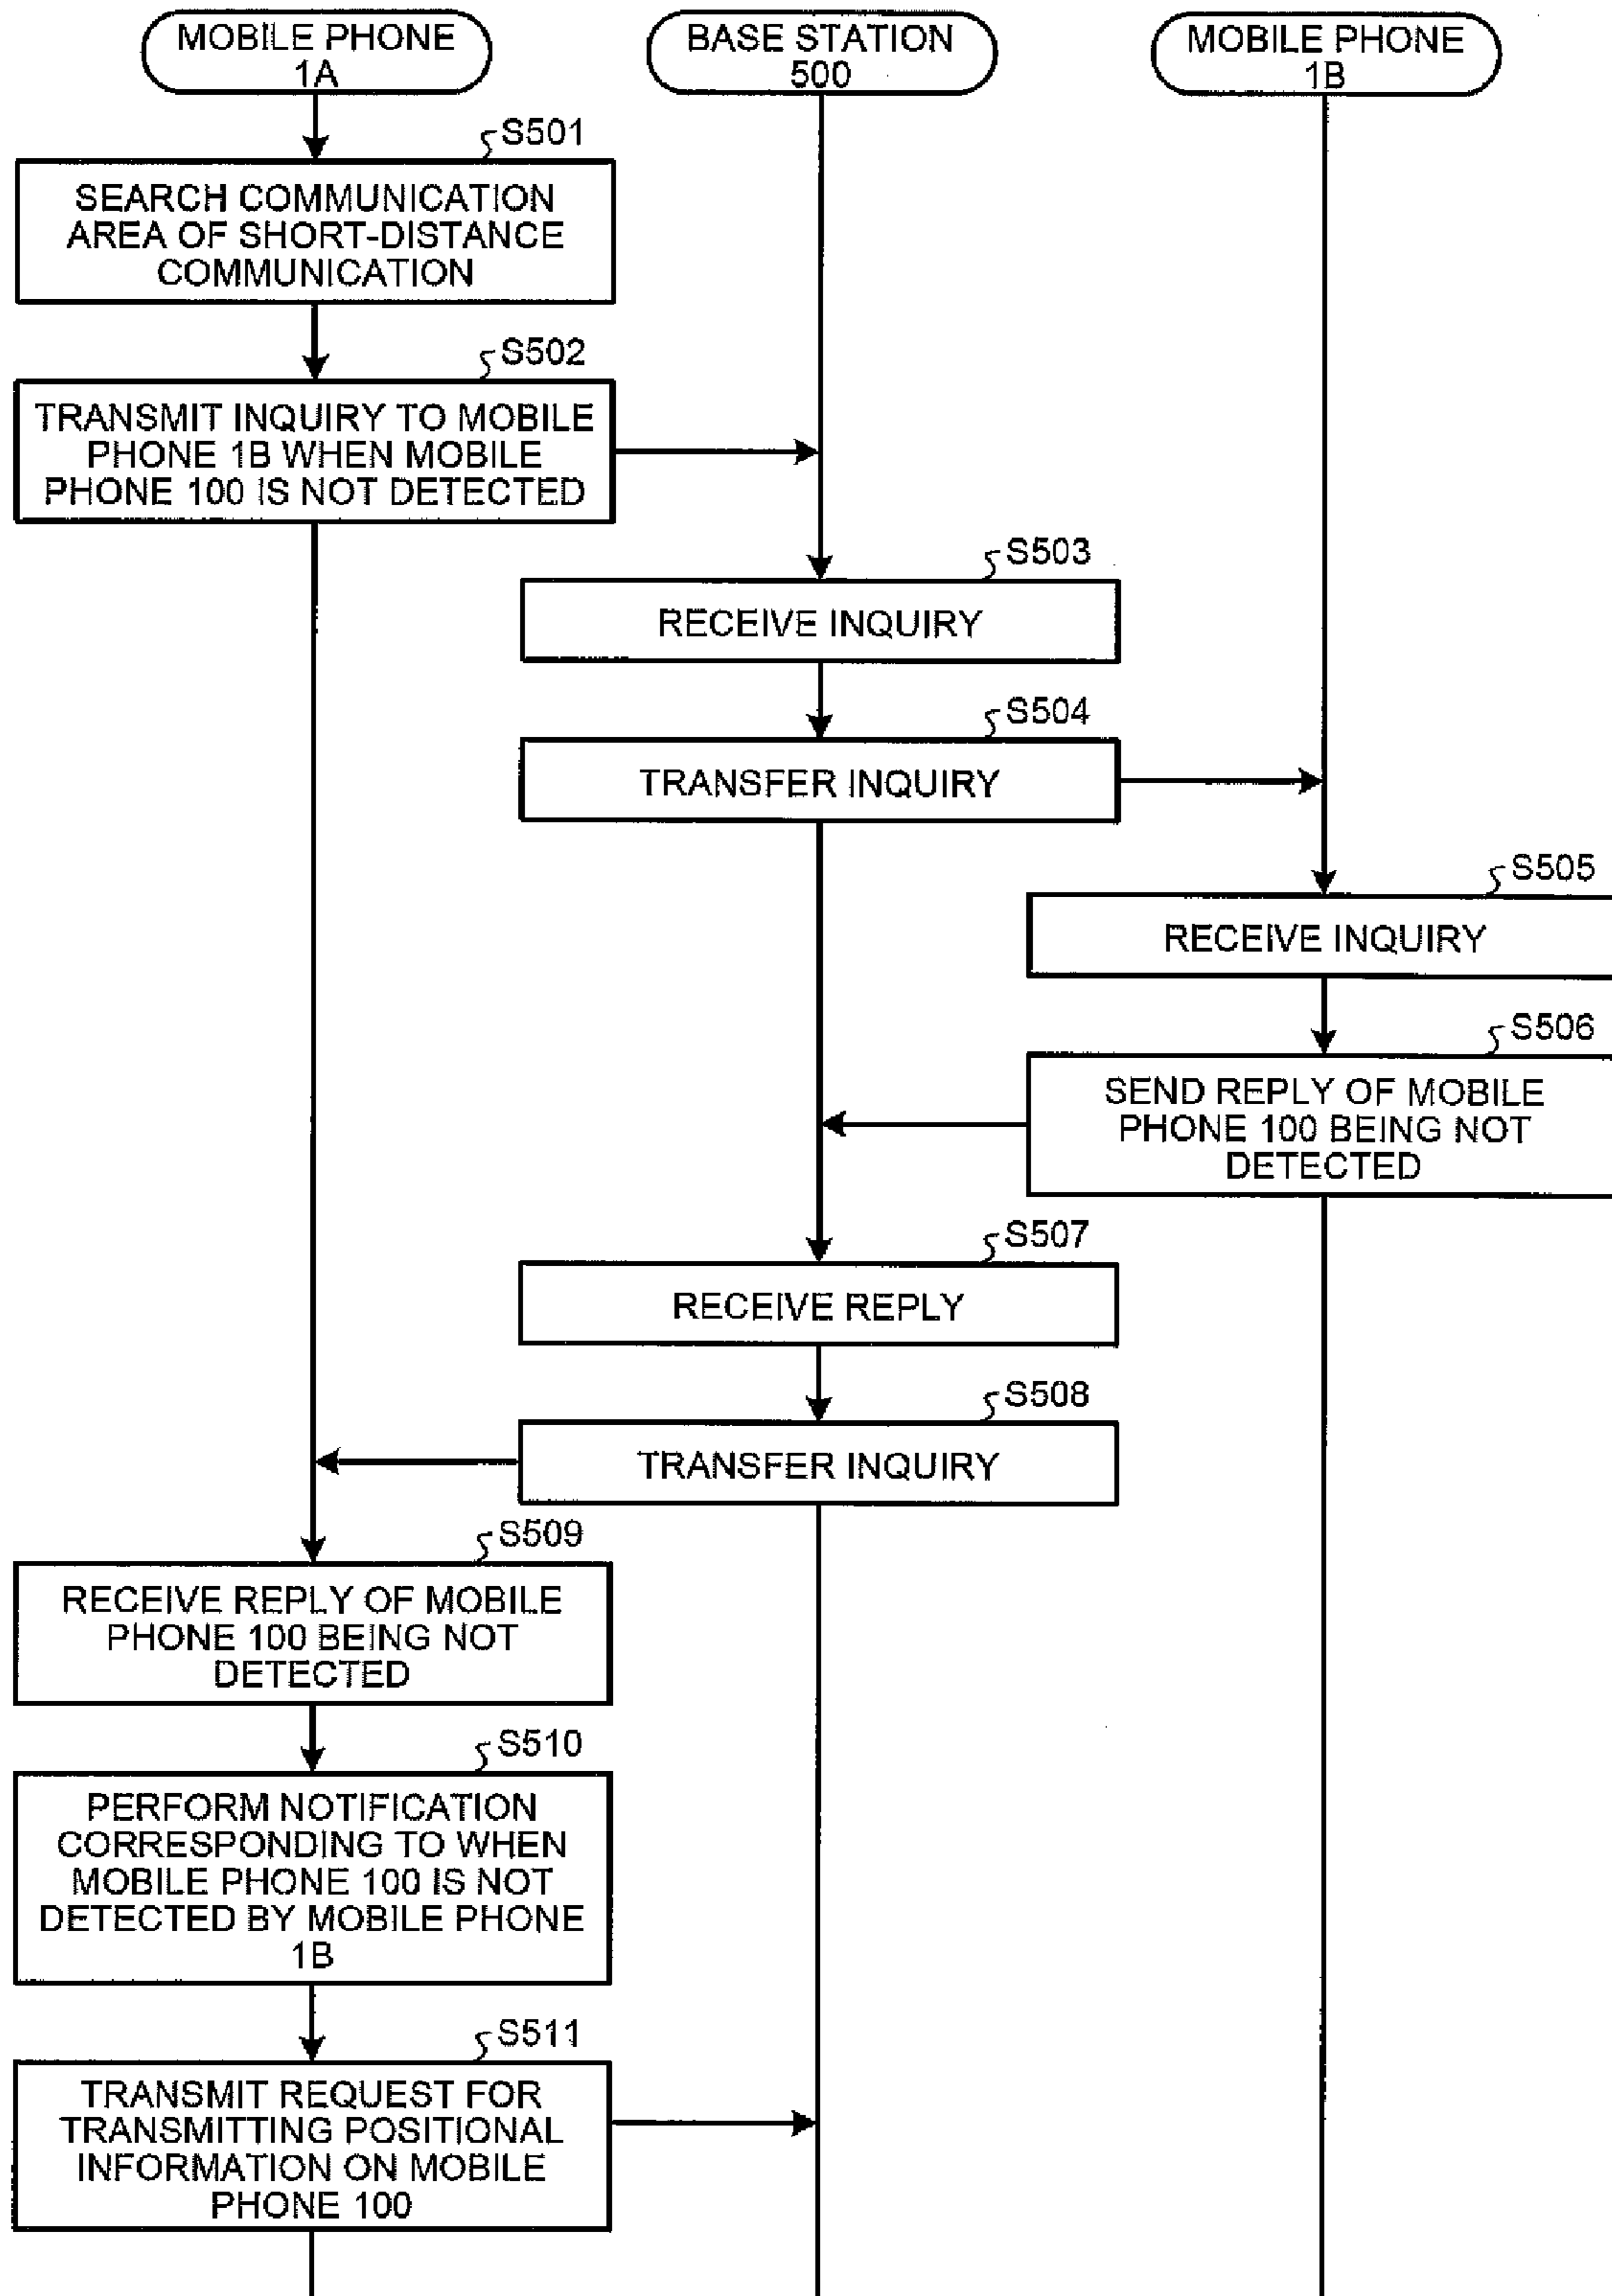 MOBILE PHONE
1A
BASE STATION
500
MOBILE PHONE
1B
S501
SEARCH COMMUNICATION
AREA OF SHORT-DISTANCE
COMMUNICATION
S502
TRANSMIT INQUIRY TO MOBILE
PHONE 1B WHEN MOBILE
PHONE 100 IS NOT DETECTED
S503
RECEIVE INQUIRY
S504
TRANSFER INQUIRY
S505
RECEIVE INQUIRY
S506
SEND REPLY OF MOBILE
PHONE 100 BEING NOT
DETECTED
S507
RECEIVE REPLY
S508
TRANSFER INQUIRY
S509
RECEIVE REPLY OF MOBILE
PHONE 100 BEING NOT
DETECTED
S510
PERFORM NOTIFICATION
CORRESPONDING TO WHEN
MOBILE PHONE 100 IS NOT
DETECTED BY MOBILE PHONE
1B
S511
TRANSMIT REQUEST FOR
TRANSMITTING POSITIONAL
INFORMATION ON MOBILE
PHONE 100